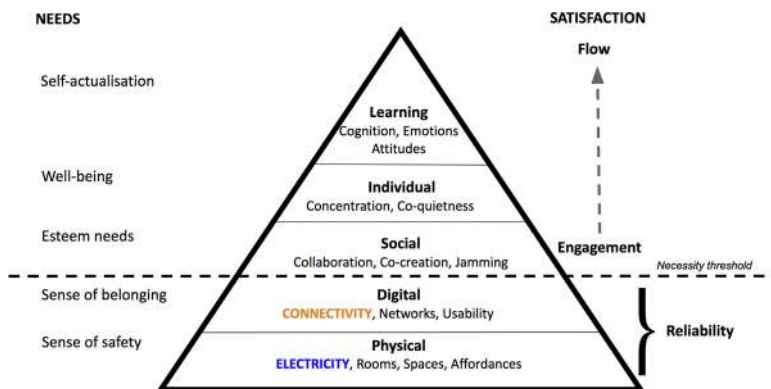 NEEDS
SATISFACTION
Flow
Self-actualisation
Learning
Cognition, Emotions
Attitudes
Well-being
Individual
Concentration, Co-quietness
Esteem needs
Social
Collaboration, Co-creation, Jamming
Engagement
Necessity threshold
Sense of belonging
Digital
CONNECTIVITY, Networks, Usability
Reliability
Sense of safety
Physical
ELECTRICITY, Rooms, Spaces, Affordances